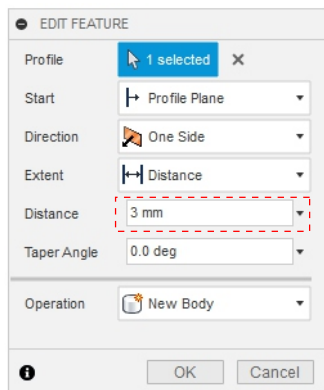 EDIT FEATURE
Profile 1 selected
Start Profile Plane
Direction One Side
Extent Distance
Distance 3 mm
Taper Angle 0.0 deg
Operation New Body
OK Cancel